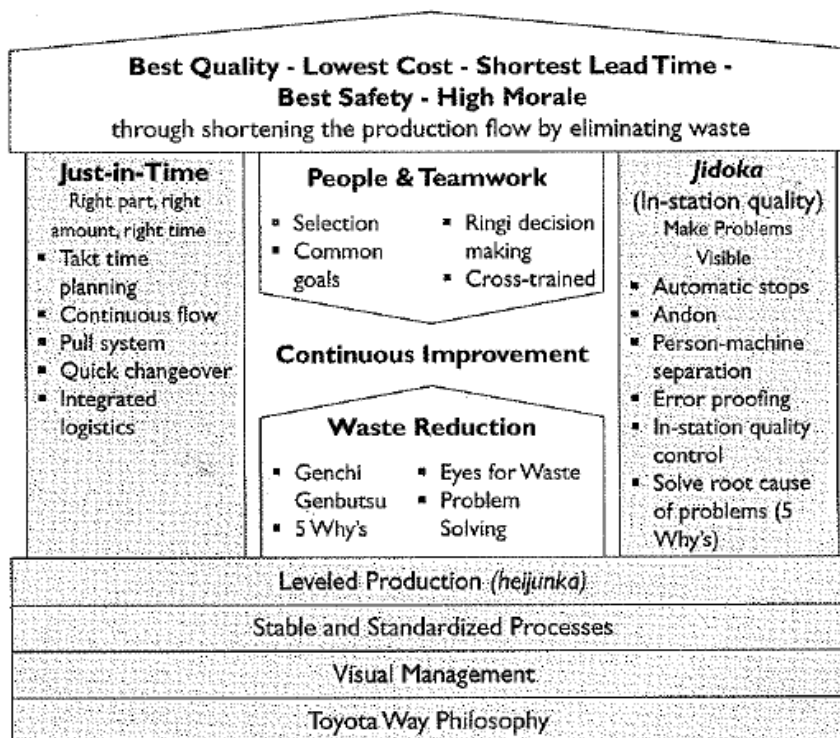 Best Quality - Lowest Cost - Shortest Lead Time -
Best Safety - High Morale
through shortening the production flow by eliminating waste
Just-in-Time
Right part, right
amount, right time
▪ Takt time
planning
▪ Continuous flow
▪ Pull system
▪ Quick changeover
▪ Integrated
logistics
People & Teamwork
▪ Selection
▪ Common
goals
▪ Ringi decision
making
▪ Cross-trained
Continuous Improvement
Waste Reduction
▪ Genchi
Genbutsu
▪ 5 Why's
▪ Eyes for Waste
▪ Problem
Solving
Jidoka
(In-station quality)
Make Problems
Visible
▪ Automatic stops
▪ Andon
▪ Person-machine
separation
▪ Error proofing
▪ In-station quality
control
▪ Solve root cause
of problems (5
Why's)
Leveled Production (heijunka)
Stable and Standardized Processes
Visual Management
Toyota Way Philosophy